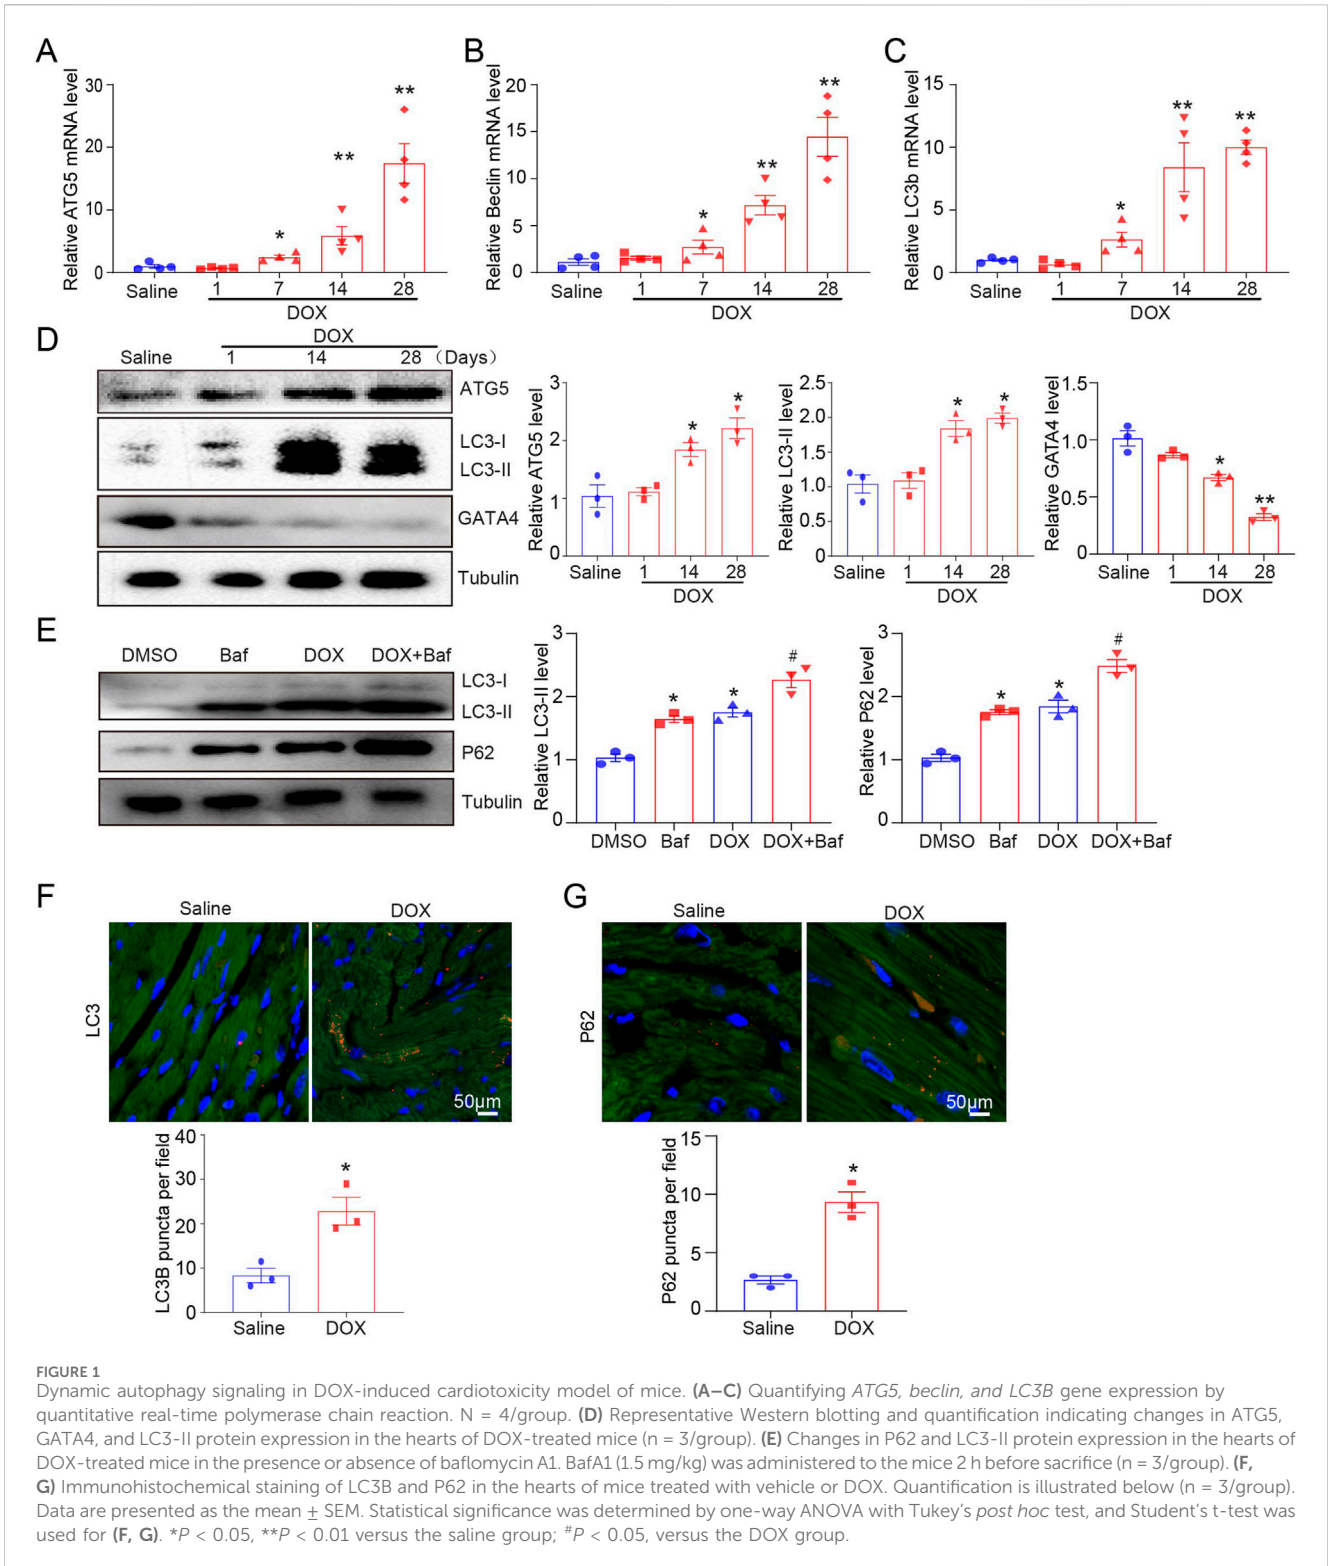 A
Relative ATG5 mRNA level
30
20
10
0
*
**
**
Saline
1
7
14
28
DOX
B
Relative Beclin mRNA level
20
15
10
5
0
*
**
**
Saline
1
7
14
28
DOX
C
Relative LC3b mRNA level
15
10
5
0
*
**
**
Saline
1
7
14
28
DOX
D
DOX
Saline 1 14 28 (Days)
ATG5
LC3-I
LC3-II
GATA4
Tubulin
Relative ATG5 level
3
2
1
0
*
*
Saline
1
14
28
DOX
Relative LC3-II level
2.5
2.0
1.5
1.0
0.5
0.0
*
*
Saline
1
14
28
DOX
Relative GATA4 level
1.5
1.0
0.5
0.0
*
**
Saline
1
14
28
DOX
E
DMSO Baf DOX DOX+Baf
LC3-I
LC3-II
P62
Tubulin
Relative LC3-II level
3
2
1
0
*
*
#
DMSO Baf DOX DOX+Baf
Relative P62 level
3
2
1
0
*
*
#
DMSO Baf DOX DOX+Baf
F
Saline
DOX
LC3
50μm
LC3B puncta per field
40
30
20
10
0
*
Saline DOX
G
Saline
DOX
P62
50μm
P62 puncta per field
15
10
5
0
*
Saline DOX
FIGURE 1
Dynamic autophagy signaling in DOX-induced cardiotoxicity model of mice. (A–C) Quantifying ATG5, beclin, and LC3B gene expression by
quantitative real-time polymerase chain reaction. N = 4/group. (D) Representative Western blotting and quantification indicating changes in ATG5,
GATA4, and LC3-II protein expression in the hearts of DOX-treated mice (n = 3/group). (E) Changes in P62 and LC3-II protein expression in the hearts of
DOX-treated mice in the presence or absence of baflomycin A1. BafA1 (1.5 mg/kg) was administered to the mice 2 h before sacrifice (n = 3/group). (F,
G) Immunohistochemical staining of LC3B and P62 in the hearts of mice treated with vehicle or DOX. Quantification is illustrated below (n = 3/group).
Data are presented as the mean ± SEM. Statistical significance was determined by one-way ANOVA with Tukey's post hoc test, and Student's t-test was
used for (F, G). *P < 0.05, **P < 0.01 versus the saline group; #P < 0.05, versus the DOX group.